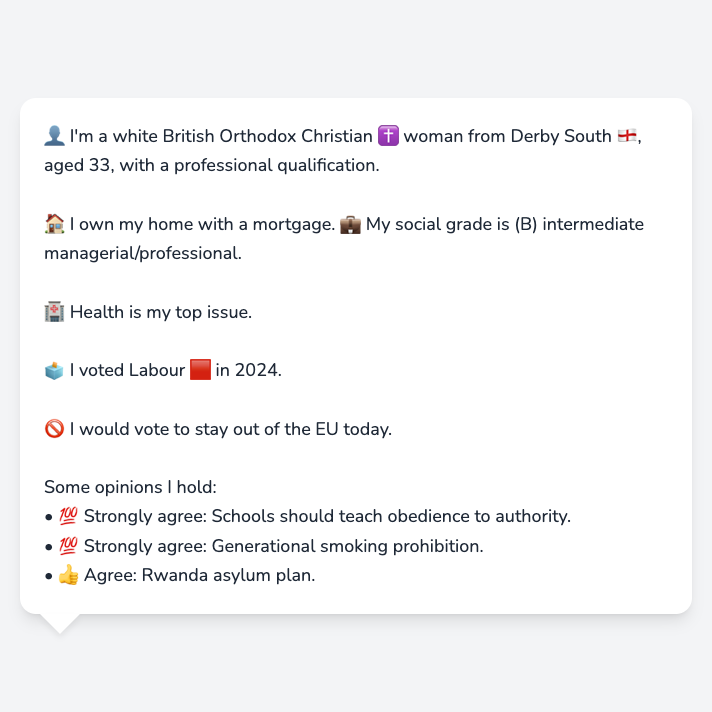 👤 I'm a white British Orthodox Christian ✝️ woman from Derby South 🏴󠁧󠁢󠁥󠁮󠁧󠁿,
aged 33, with a professional qualification.
🏠 I own my home with a mortgage. 💼 My social grade is (B) intermediate
managerial/professional.
🏥 Health is my top issue.
🗳️ I voted Labour 🟥 in 2024.
🚫 I would vote to stay out of the EU today.
Some opinions I hold:
• 💯 Strongly agree: Schools should teach obedience to authority.
• 💯 Strongly agree: Generational smoking prohibition.
• 👍 Agree: Rwanda asylum plan.